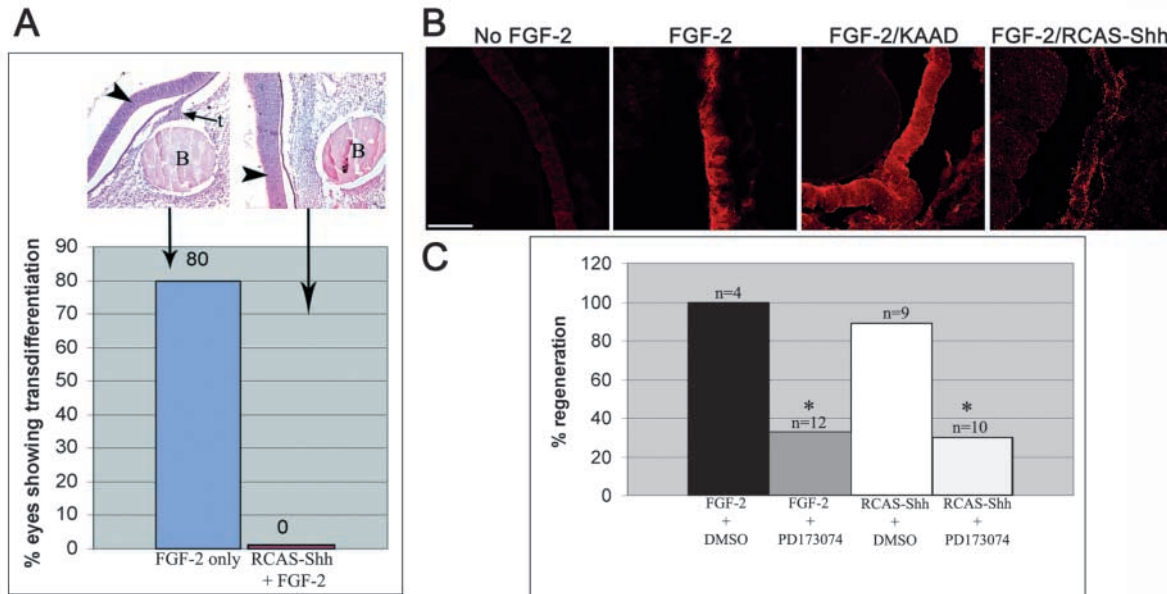 A
t
B
B
% eyes showing transdifferentiation
90
80
70
60
50
40
30
20
10
0
80
0
FGF-2 only
RCAS-Shh
+ FGF-2
B
No FGF-2
FGF-2
FGF-2/KAAD
FGF-2/RCAS-Shh
C
% regeneration
120
100
80
60
40
20
0
n=4
*
n=12
n=9
*
n=10
FGF-2
+
DMSO
FGF-2
+
PD173074
RCAS-Shh
+
DMSO
RCAS-Shh
+
PD173074